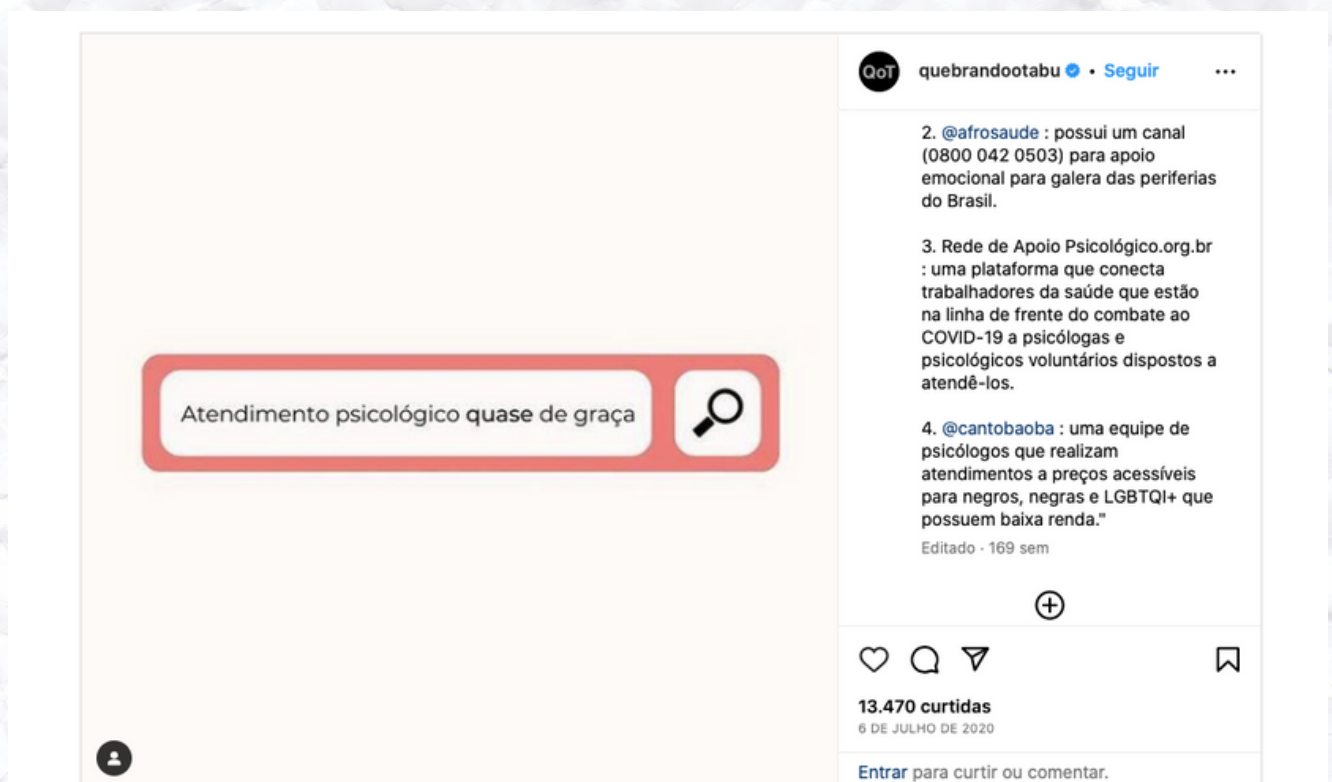 Atendimento psicológico quase de graça
QoT
quebrandootabu • Seguir
2. @afrosaude : possui um canal
(0800 042 0503) para apoio
emocional para galera das periferias
do Brasil.
3. Rede de Apoio Psicológico.org.br
: uma plataforma que conecta
trabalhadores da saúde que estão
na linha de frente do combate ao
COVID-19 a psicólogas e
psicológicos voluntários dispostos a
atendê-los.
4. @cantobaoba : uma equipe de
psicólogos que realizam
atendimentos a preços acessíveis
para negros, negras e LGBTQI+ que
possuem baixa renda."
Editado · 169 sem
13.470 curtidas
6 DE JULHO DE 2020
Entrar para curtir ou comentar.